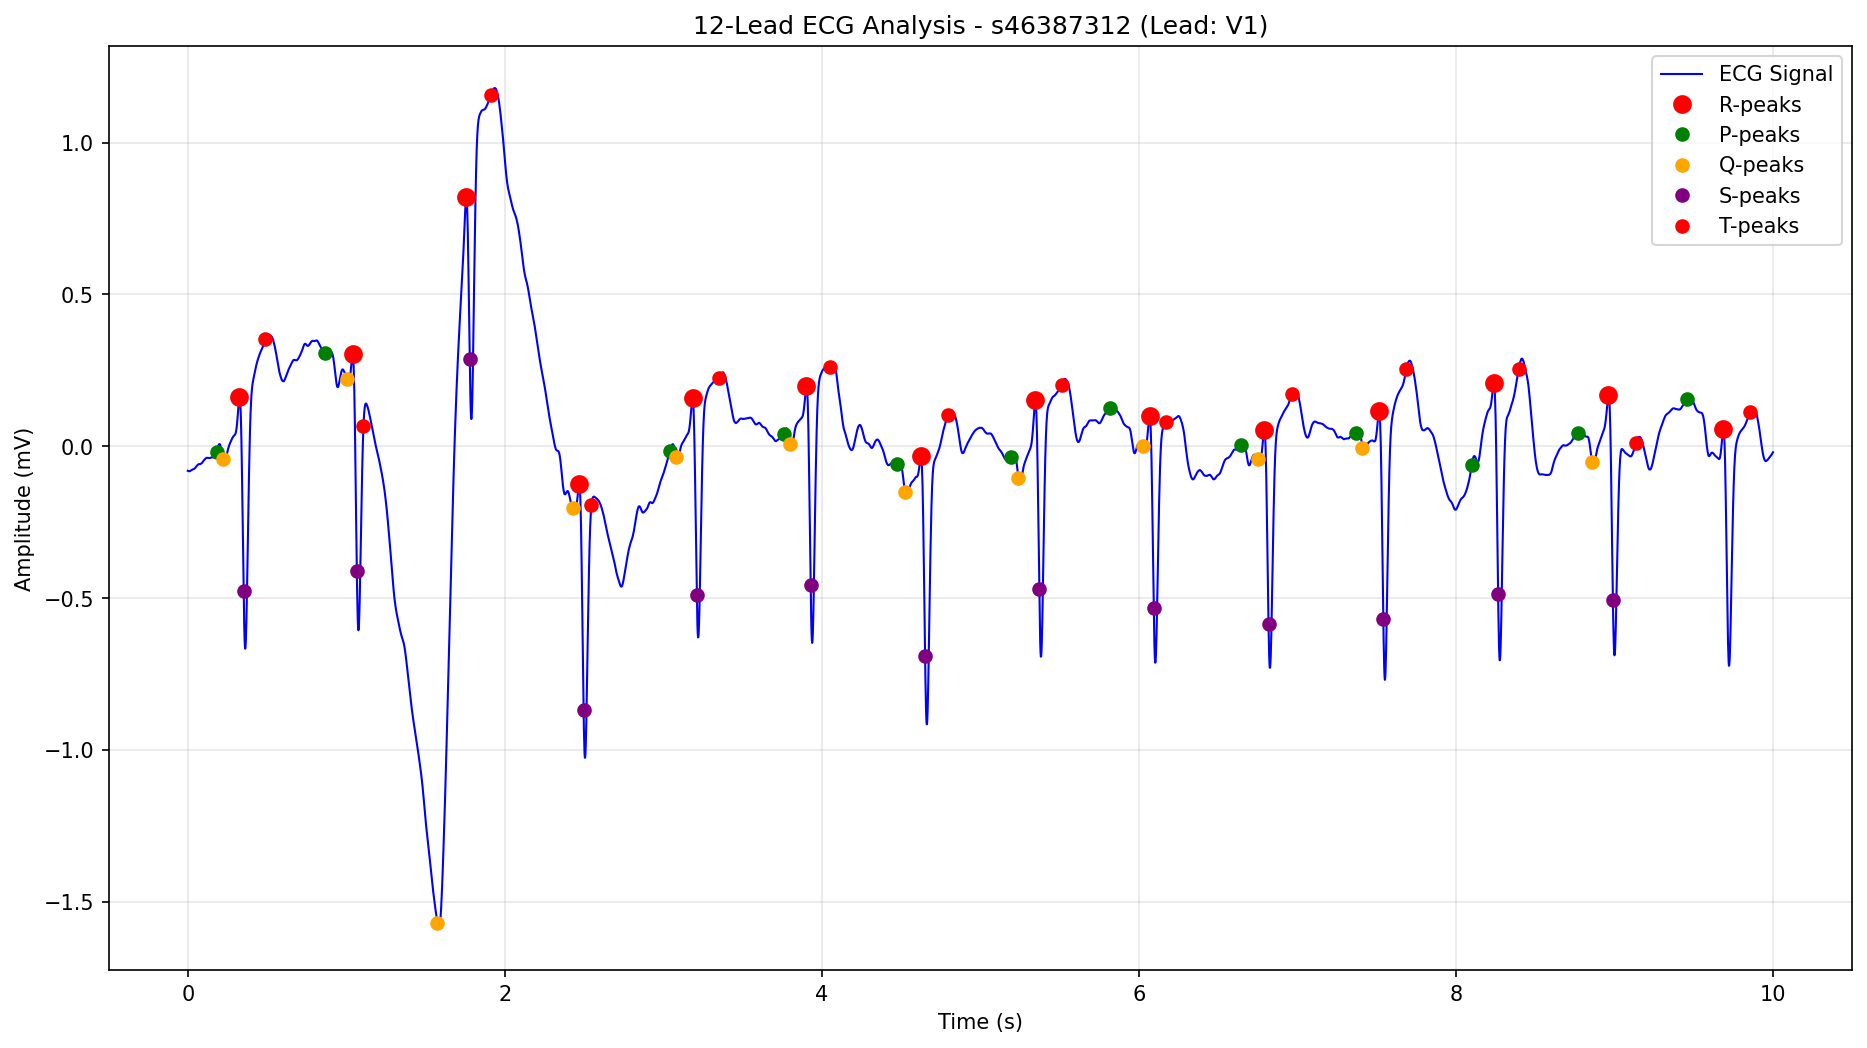 12-Lead ECG Analysis - s46387312 (Lead: V1)
ECG Signal
R-peaks
P-peaks
Q-peaks
S-peaks
T-peaks
Amplitude (mV)
1.0
0.5
0.0
−0.5
−1.0
−1.5
0 2 4 6 8 10
Time (s)